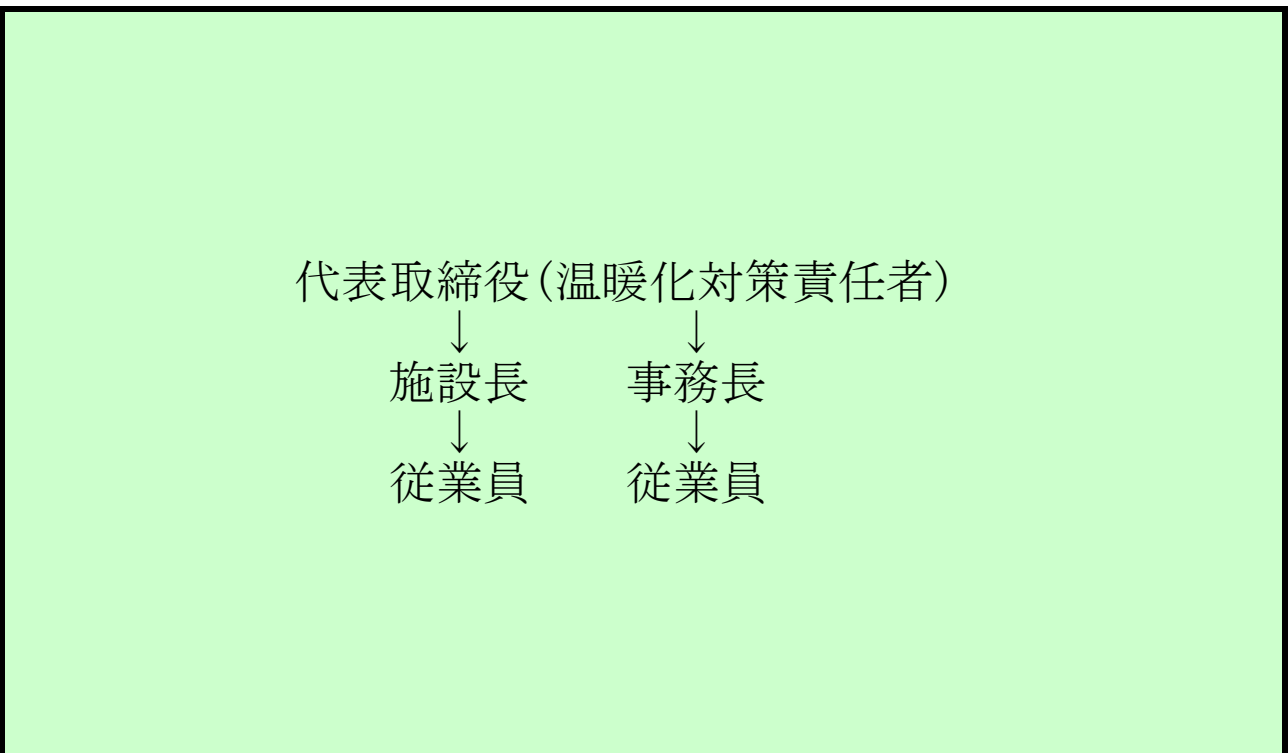 代表取締役(温暖化対策責任者)
↓ ↓
施設長 事務長
↓ ↓
従業員 従業員